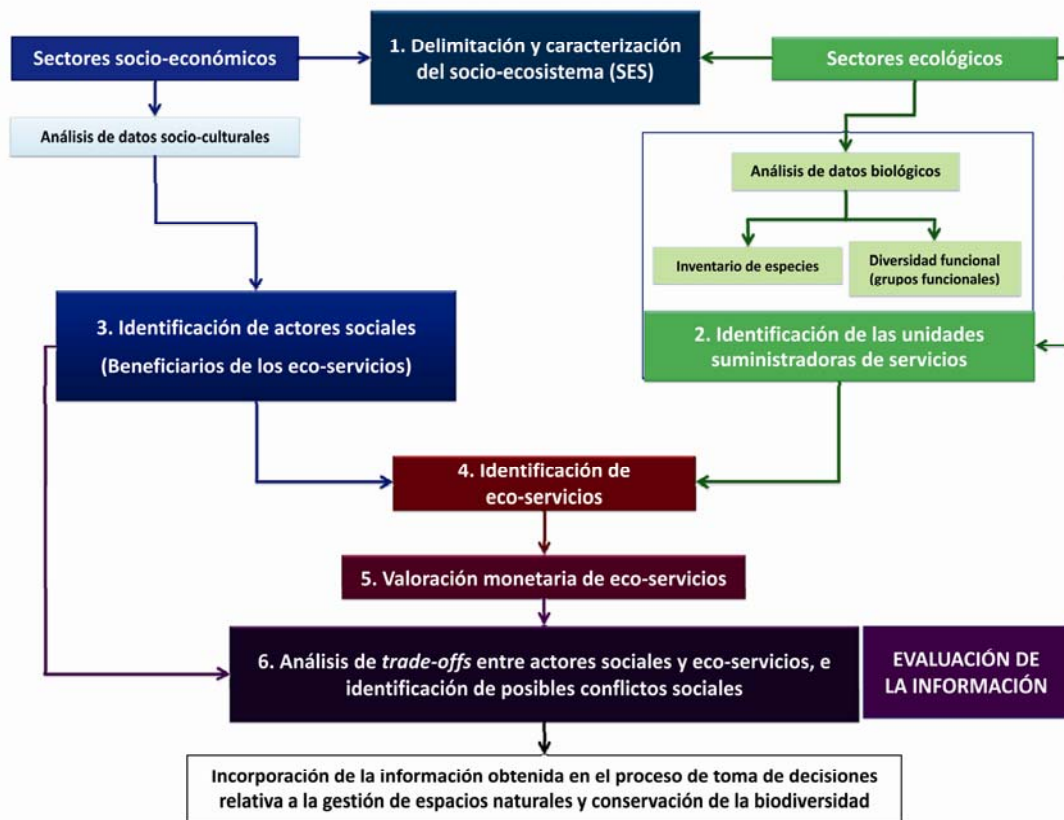 Sectores socio-económicos
1. Delimitación y caracterización
del socio-ecosistema (SES)
Sectores ecológicos
Análisis de datos socio-culturales
Análisis de datos biológicos
Inventario de especies
Diversidad funcional
(grupos funcionales)
3. Identificación de actores sociales
(Beneficiarios de los eco-servicios)
2. Identificación de las unidades
suministradoras de servicios
4. Identificación de
eco-servicios
5. Valoración monetaria de eco-servicios
6. Análisis de trade-offs entre actores sociales y eco-servicios, e
identificación de posibles conflictos sociales
EVALUACIÓN DE
LA INFORMACIÓN
Incorporación de la información obtenida en el proceso de toma de decisiones
relativa a la gestión de espacios naturales y conservación de la biodiversidad